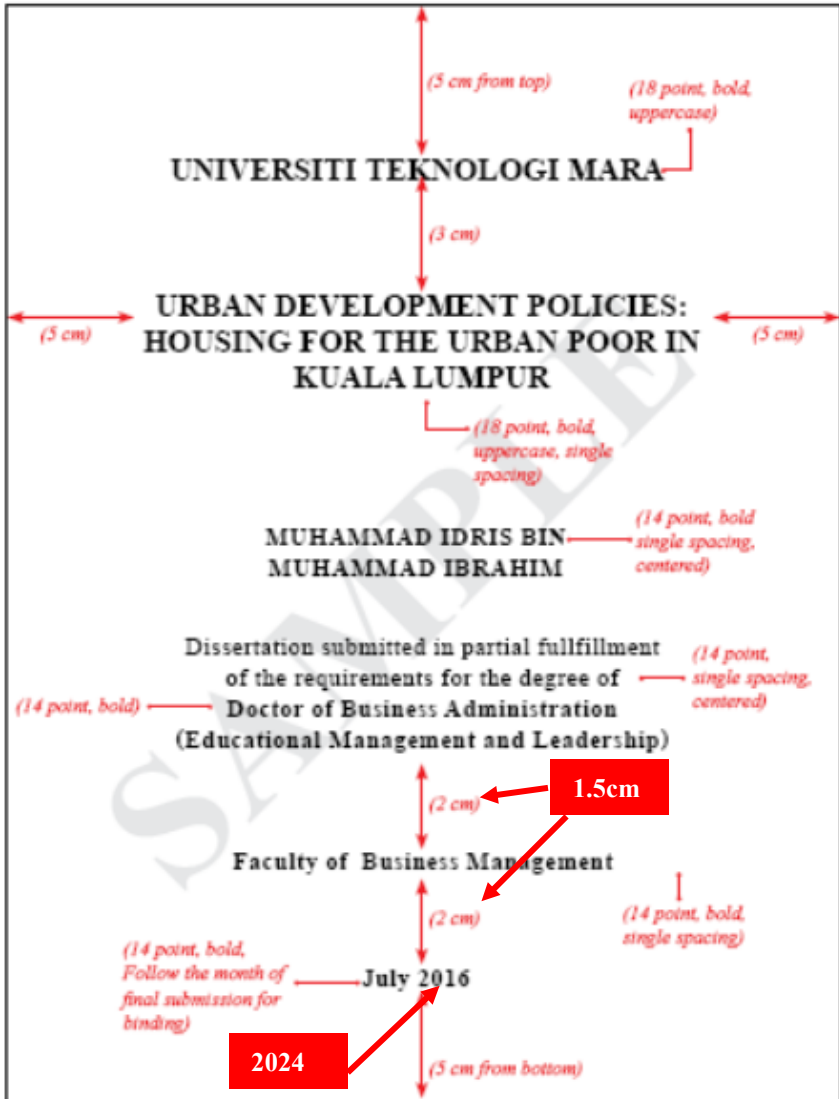 (5 cm from top)
(18 point, bold,
uppercase)
UNIVERSITI TEKNOLOGI MARA
(3 cm)
URBAN DEVELOPMENT POLICIES:
HOUSING FOR THE URBAN POOR IN
KUALA LUMPUR
(5 cm)
(5 cm)
(18 point, bold,
uppercase, single
spacing)
MUHAMMAD IDRIS BIN
MUHAMMAD IBRAHIM
(14 point, bold
single spacing,
centered)
Dissertation submitted in partial fullfillment
of the requirements for the degree of
Doctor of Business Administration
(Educational Management and Leadership)
(14 point,
single spacing,
centered)
(14 point, bold)
(2 cm)
1.5cm
Faculty of Business Management
(2 cm)
(14 point, bold,
single spacing)
(14 point, bold,
Follow the month of
final submission for
binding)
July 2016
2024
(5 cm from bottom)
SAMPLE